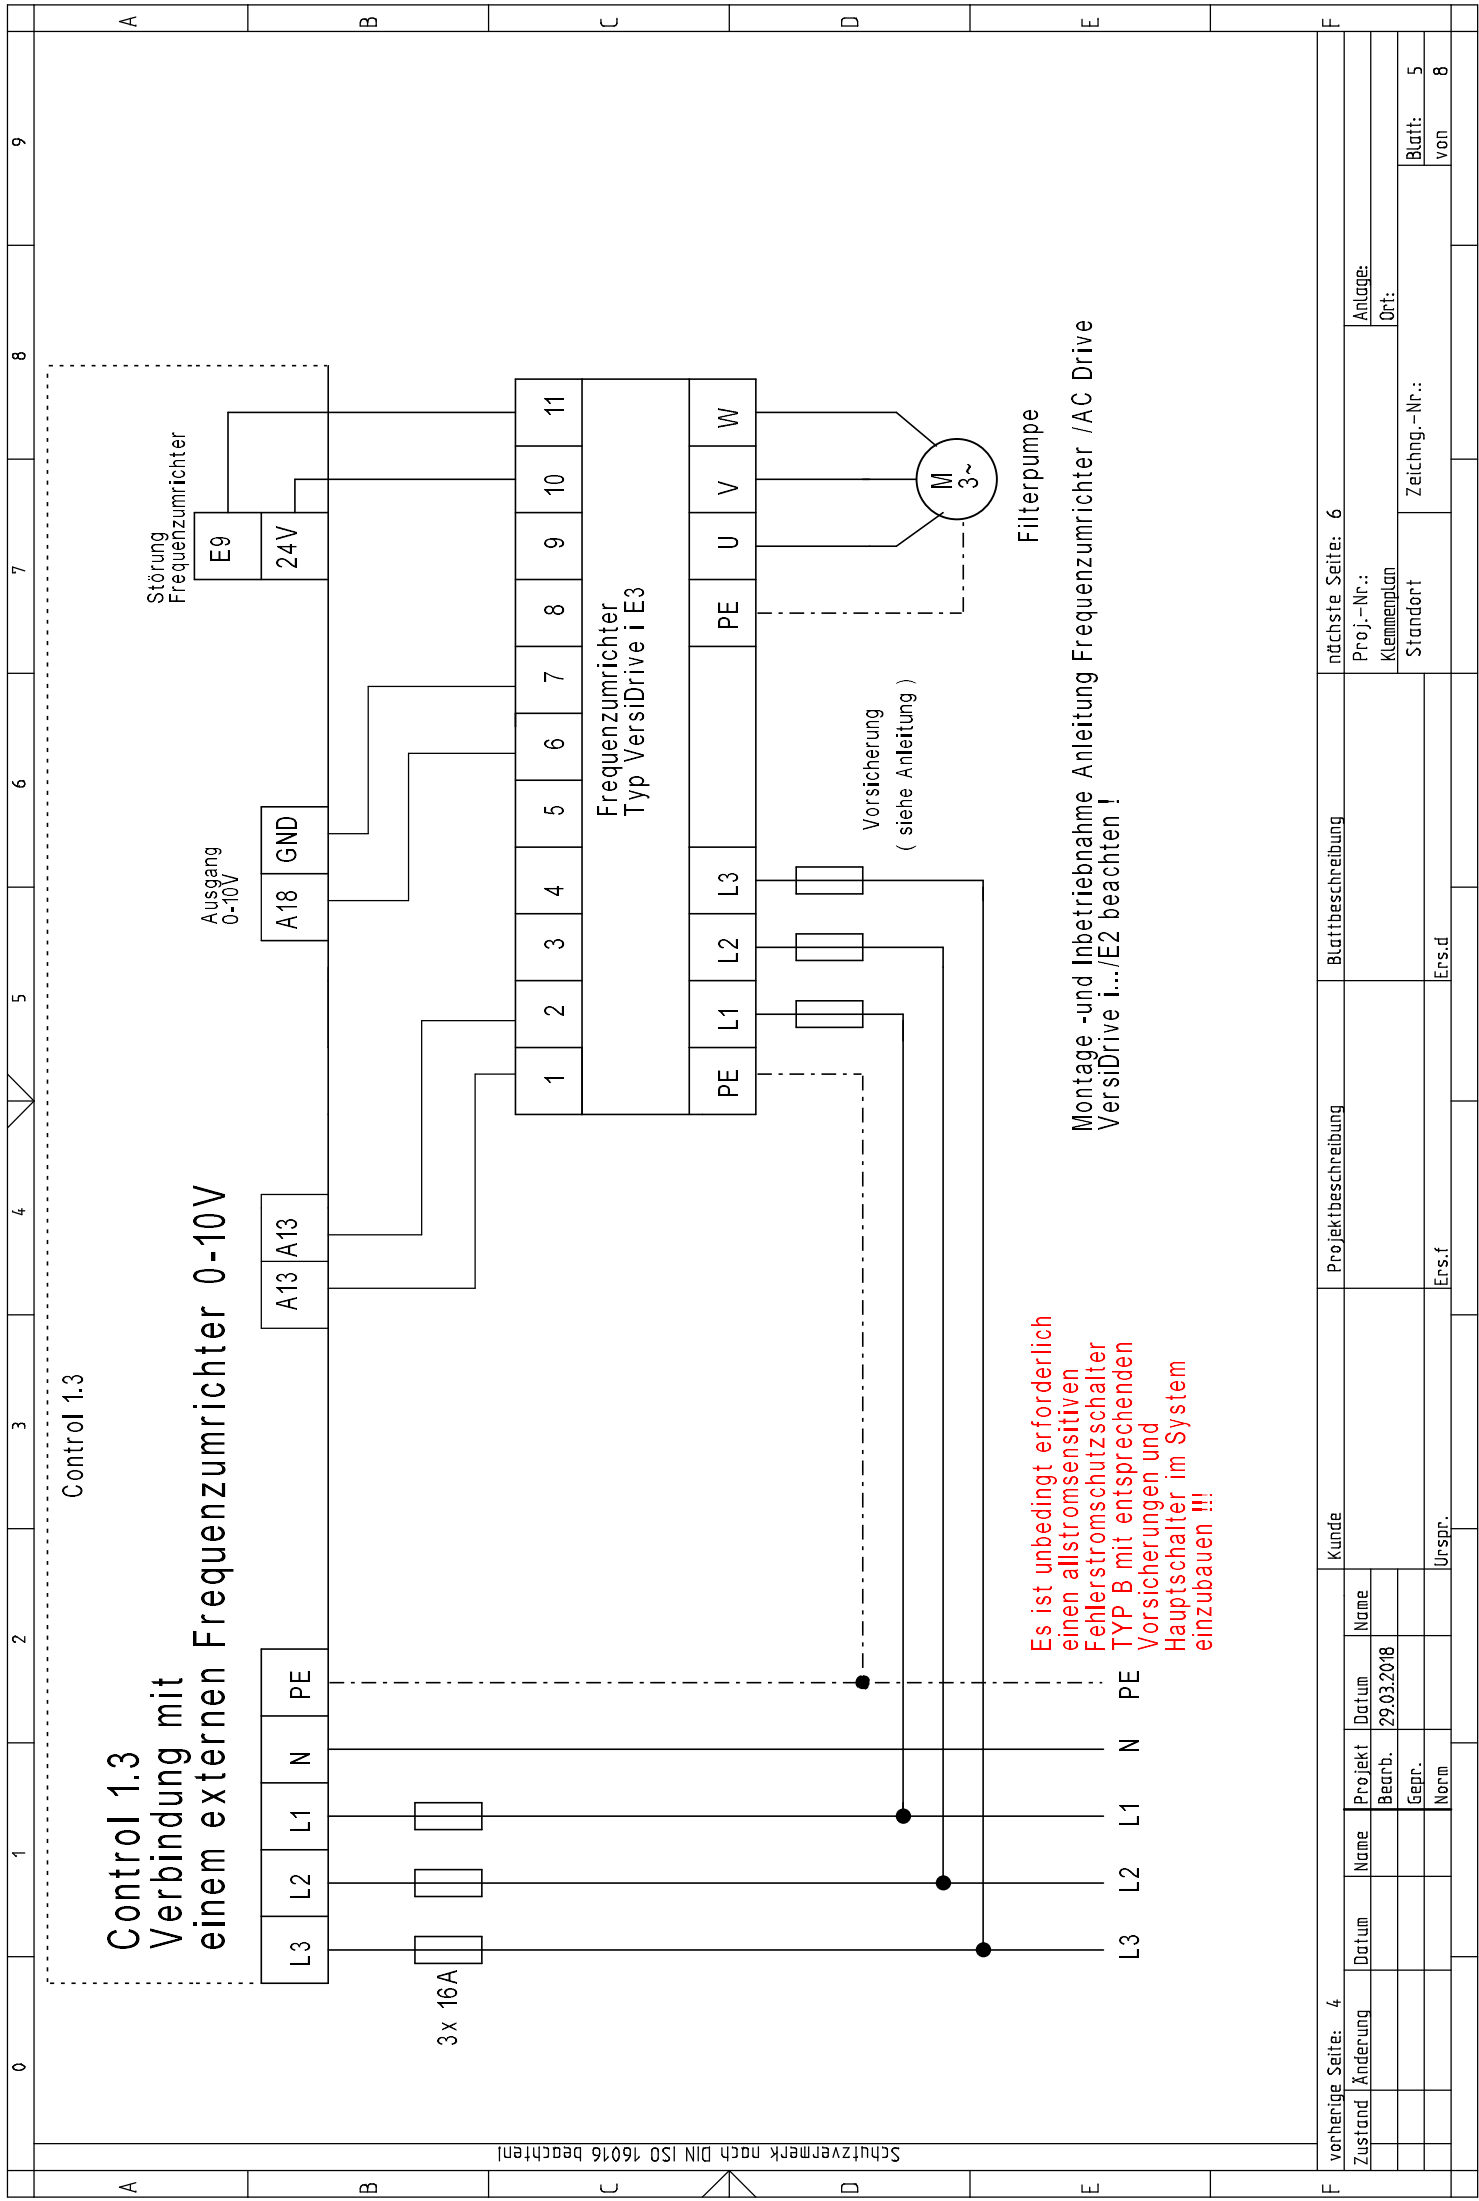 0 1 2 3 4 5 6 7 8 9
A
B
C
D
E
F
A
B
C
D
E
F
Schutzvermerk nach DIN ISO 16016 beachten!
Control 1.3
Control 1.3
Verbindung mit
einem externen Frequenzumrichter 0-10V
Störung
Frequenzumrichter
E9
24V
Ausgang
0-10V
L3 L2 L1 N PE
A13 A13
A18 GND
3x 16A
1 2 3 4 5 6 7 8 9 10 11
Frequenzumrichter
Typ VersiDrive i E3
PE L1 L2 L3 PE U V W
Vorsicherung
( siehe Anleitung )
M
3~
Filterpumpe
Es ist unbedingt erforderlich
einen allstromsensitiven
Fehlerstromschutzschalter
TYP B mit entsprechenden
Vorsicherungen und
Hauptschalter im System
einzubauen !!!
Montage -und Inbetriebnahme Anleitung Frequenzumrichter /AC Drive
VersiDrive i.../E2 beachten !
L3 L2 L1 N PE
vorherige Seite: 4
Kunde
Projektbeschreibung
Blattbeschreibung
nächste Seite: 6
Zustand Änderung Datum Name Projekt Datum Name
Proj.-Nr.:
Anlage:
Bearb. 29.03.2018
Klemmenplan
Ort:
Gepr.
Standort
Zeichng.-Nr.:
Blatt: 5
Norm
Urspr.
Ers.f
Ers.d
von 8